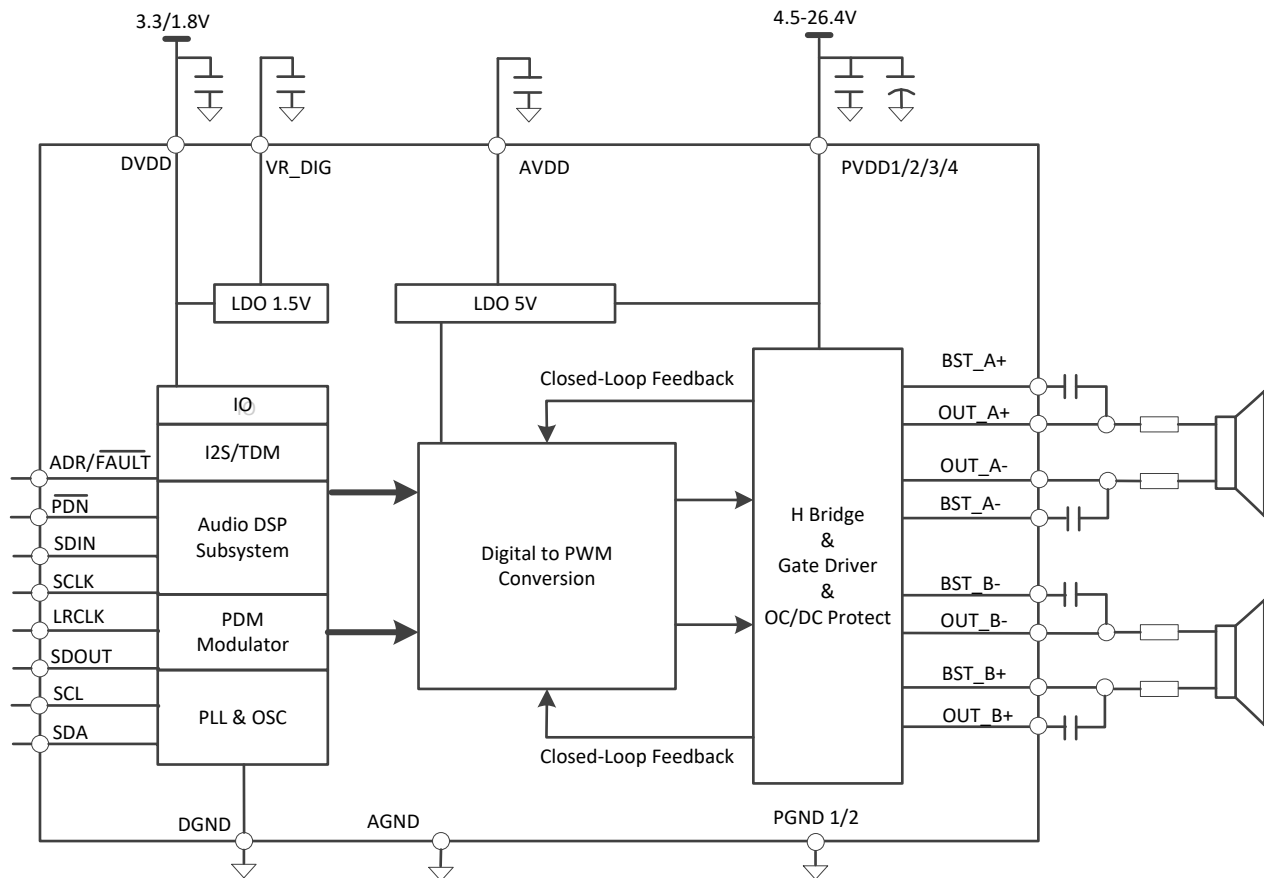 3.3/1.8V
4.5-26.4V
DVDD
VR_DIG
AVDD
PVDD1/2/3/4
LDO 1.5V
LDO 5V
IO
I2S/TDM
Audio DSP
Subsystem
PDM
Modulator
PLL & OSC
ADR/FAULT
PDN
SDIN
SCLK
LRCLK
SDOUT
SCL
SDA
Closed-Loop Feedback
Digital to PWM
Conversion
Closed-Loop Feedback
H Bridge
&
Gate Driver
&
OC/DC Protect
BST_A+
OUT_A+
OUT_A-
BST_A-
BST_B-
OUT_B-
BST_B+
OUT_B+
DGND
AGND
PGND 1/2